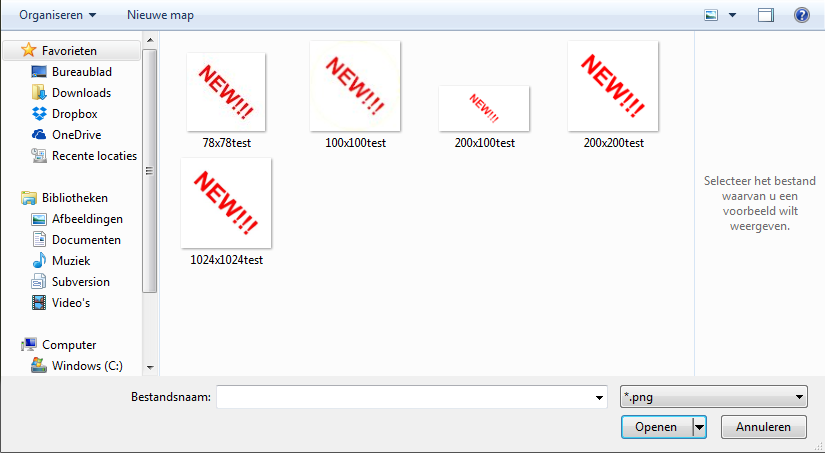 Organiseren Nieuwe map
Favorieten
Bureaublad
Downloads
Dropbox
OneDrive
Recente locaties
Bibliotheken
Afbeeldingen
Documenten
Muziek
Subversion
Video's
Computer
Windows (C:)
NEW!!! NEW!!! NEW!!! NEW!!!
78x78test 100x100test 200x100test 200x200test
NEW!!!
1024x1024test
Selecteer het bestand
waarvan u een
voorbeeld wilt
weergeven.
Bestandsnaam: *.png
Openen Annuleren